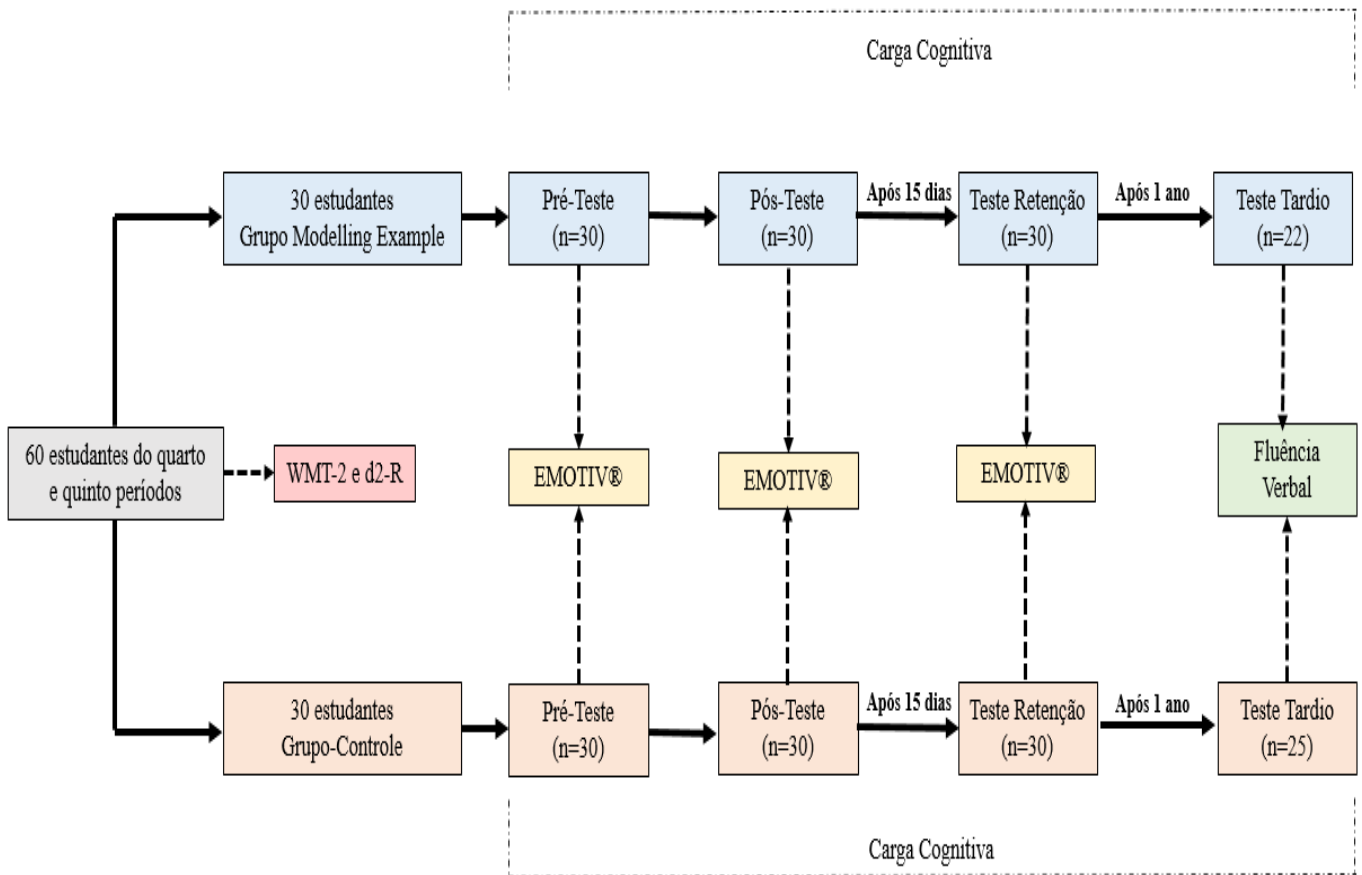 Carga Cognitiva
30 estudantes
Grupo Modelling Example
Pré-Teste
(n=30)
Pós-Teste
(n=30)
Após 15 dias
Teste Retenção
(n=30)
Após 1 ano
Teste Tardio
(n=22)
60 estudantes do quarto
e quinto períodos
WMT-2 e d2-R
EMOTIV®
EMOTIV®
EMOTIV®
Fluência
Verbal
30 estudantes
Grupo-Controle
Pré-Teste
(n=30)
Pós-Teste
(n=30)
Após 15 dias
Teste Retenção
(n=30)
Após 1 ano
Teste Tardio
(n=25)
Carga Cognitiva